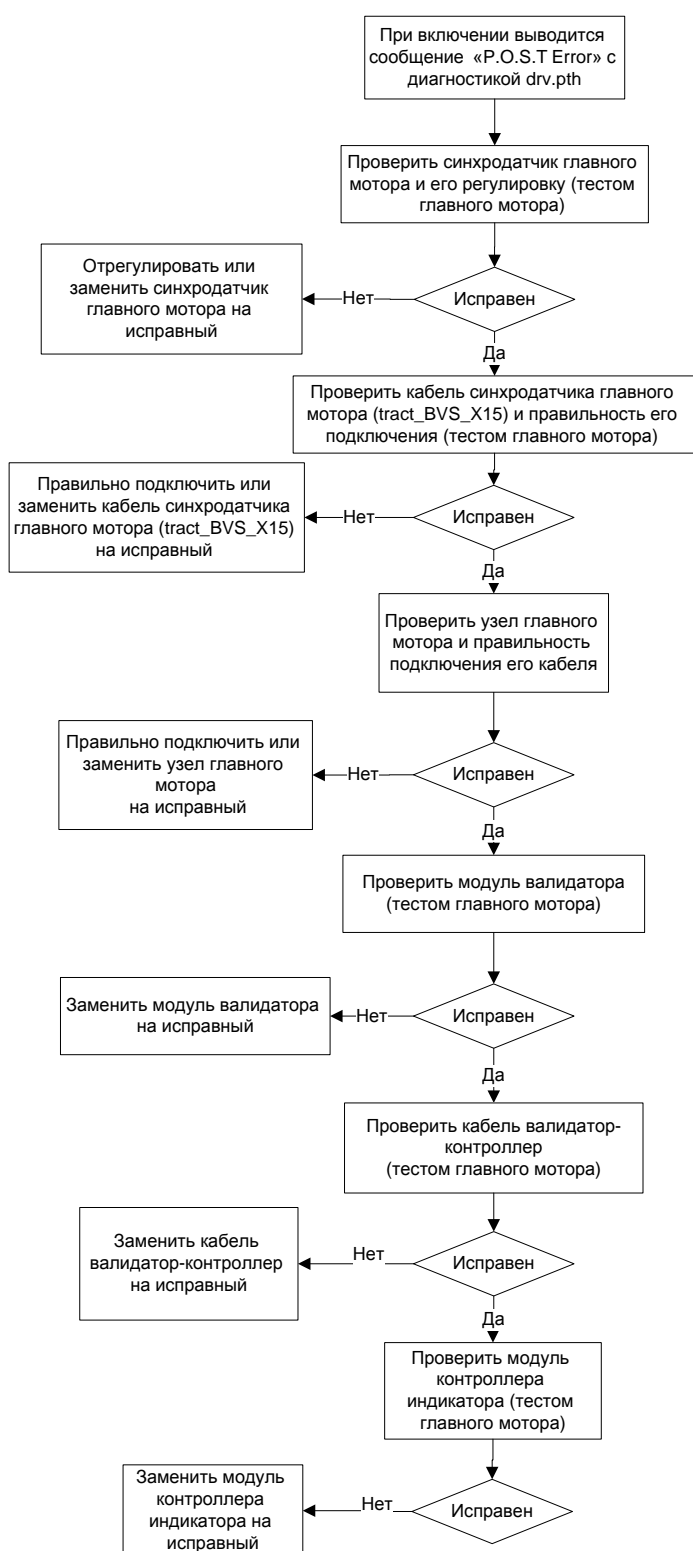 При включении выводится
сообщение «P.O.S.T Error» с
диагностикой drv.pth
Проверить синхродатчик главного
мотора и его регулировку (тестом
главного мотора)
Отрегулировать или
заменить синхродатчик
главного мотора на
исправный
Нет
Исправен
Да
Проверить кабель синхродатчика главного
мотора (tract_BVS_X15) и правильность его
подключения (тестом главного мотора)
Правильно подключить или
заменить кабель синхродатчика
главного мотора (tract_BVS_X15)
на исправный
Нет
Исправен
Да
Проверить узел главного
мотора и правильность
подключения его кабеля
Правильно подключить или
заменить узел главного
мотора
на исправный
Нет
Исправен
Да
Проверить модуль валидатора
(тестом главного мотора)
Заменить модуль валидатора
на исправный
Нет
Исправен
Да
Проверить кабель валидатор-
контроллер
(тестом главного мотора)
Заменить кабель
валидатор-контроллер
на исправный
Нет
Исправен
Да
Проверить модуль
контроллера
индикатора (тестом
главного мотора)
Заменить модуль
контроллера
индикатора на
исправный
Нет
Исправен